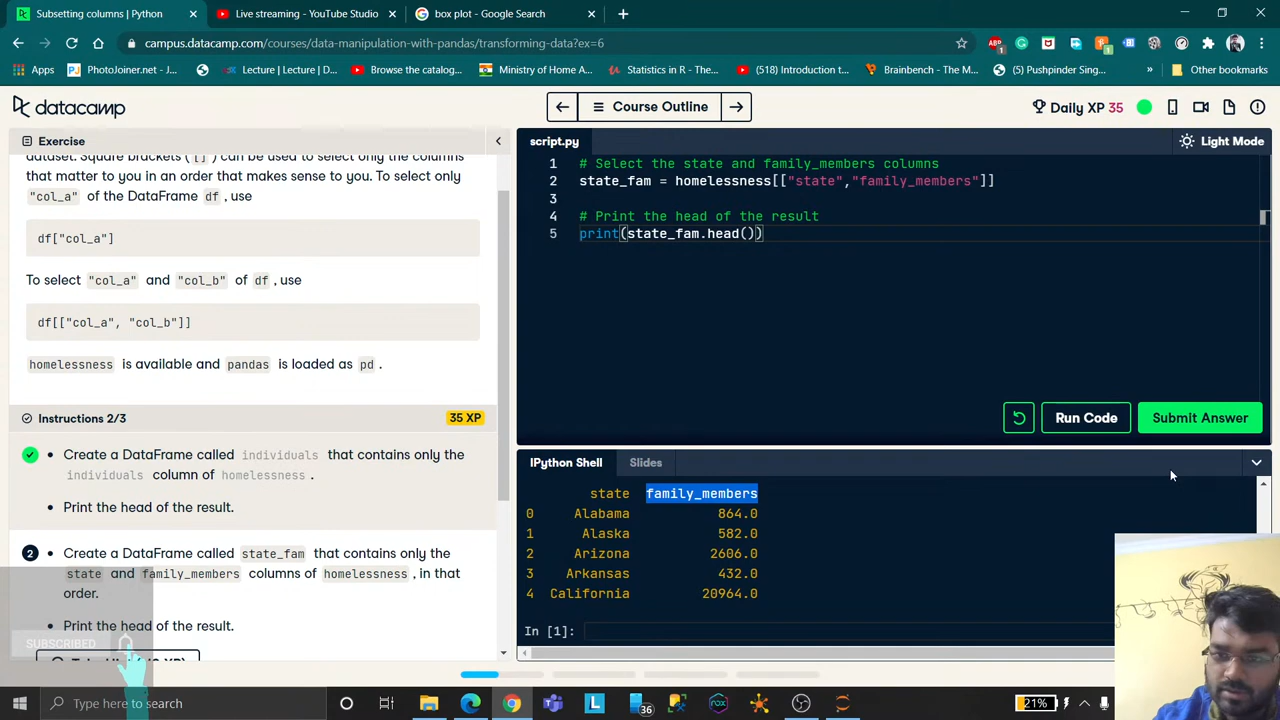 Subsetting columns | Python
Live streaming - YouTube Studio
box plot - Google Search
campus.datacamp.com/courses/data-manipulation-with-pandas/transforming-data?ex=6
Apps
PhotoJoiner.net - J...
Lecture | Lecture | D...
Browse the catalog...
Ministry of Home A...
Statistics in R - The...
(518) Introduction t...
Brainbench - The M...
(5) Pushpinder Sing...
»
Other bookmarks
datacamp
Course Outline
Daily XP 35
Exercise
dataset. Square brackets ([]) can be used to select only the columns
that matter to you in an order that makes sense to you. To select only
"col_a" of the DataFrame df , use
df["col_a"]
To select "col_a" and "col_b" of df , use
df[["col_a", "col_b"]]
homelessness is available and pandas is loaded as pd .
Instructions 2/3
35 XP
• Create a DataFrame called individuals that contains only the
individuals column of homelessness .
• Print the head of the result.
2 • Create a DataFrame called state_fam that contains only the
state and family_members columns of homelessness , in that
order.
• Print the head of the result.
SUBSCRIBED
script.py
Light Mode
1 # Select the state and family_members columns
2 state_fam = homelessness[["state","family_members"]]
3
4 # Print the head of the result
5 print(state_fam.head())
Run Code
Submit Answer
IPython Shell
Slides
state family_members
0 Alabama 864.0
1 Alaska 582.0
2 Arizona 2606.0
3 Arkansas 432.0
4 California 20964.0
In [1]:
Type here to search
36
21%